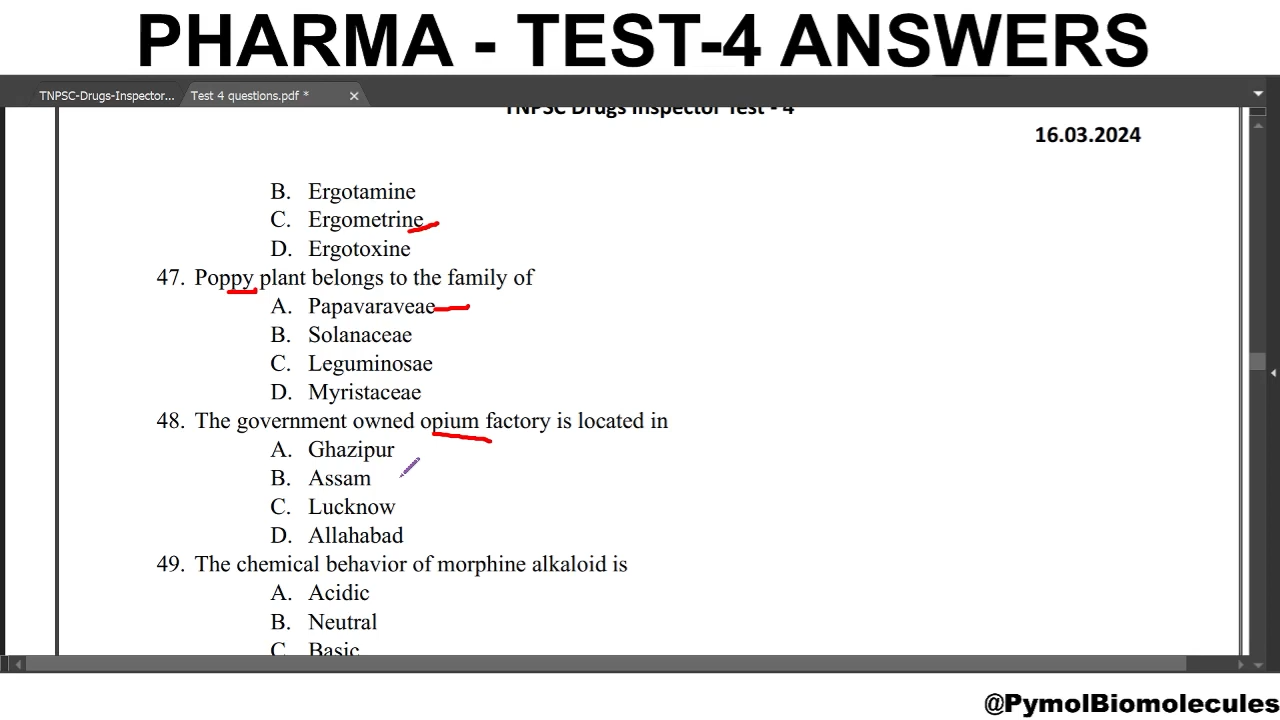 PHARMA - TEST-4 ANSWERS
TNPSC-Drugs-Inspector... Test 4 questions.pdf *
TNPSC Drugs Inspector Test - 4
16.03.2024
B. Ergotamine
C. Ergometrine
D. Ergotoxine
47. Poppy plant belongs to the family of
A. Papavaraveae
B. Solanaceae
C. Leguminosae
D. Myristaceae
48. The government owned opium factory is located in
A. Ghazipur
B. Assam
C. Lucknow
D. Allahabad
49. The chemical behavior of morphine alkaloid is
A. Acidic
B. Neutral
C. Basic
@PymolBiomolecules